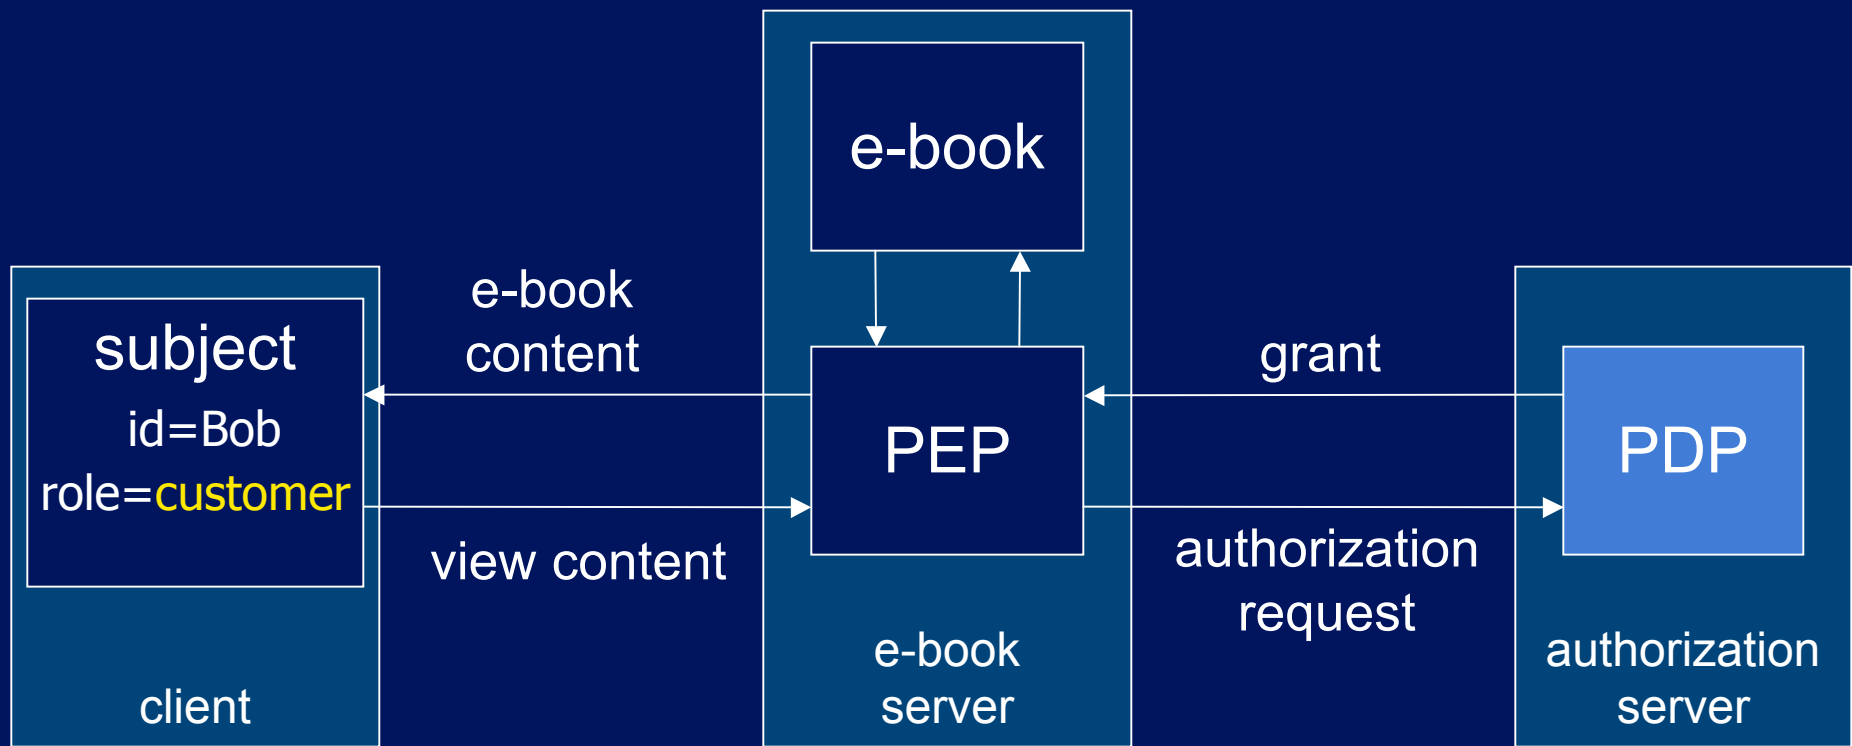 e-book
subject
id=Bob
role=customer
client
e-book
content
view content
PEP
e-book
server
grant
authorization
request
PDP
authorization
server